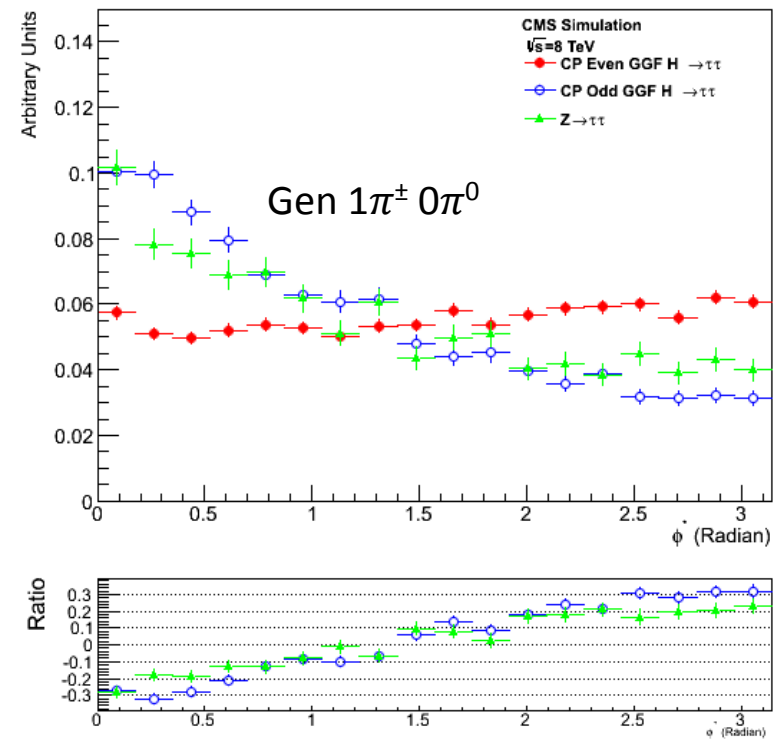 CMS Simulation
√s=8 TeV
CP Even GGF H →ττ
CP Odd GGF H →ττ
Z→ττ
Gen 1π± 0π⁰
Arbitrary Units
0.14
0.12
0.1
0.08
0.06
0.04
0.02
0
0 0.5 1 1.5 2 2.5 3
ϕ* (Radian)
Ratio
0.3
0.2
0.1
0
-0.1
-0.2
-0.3
0 0.5 1 1.5 2 2.5 3
ϕ* (Radian)